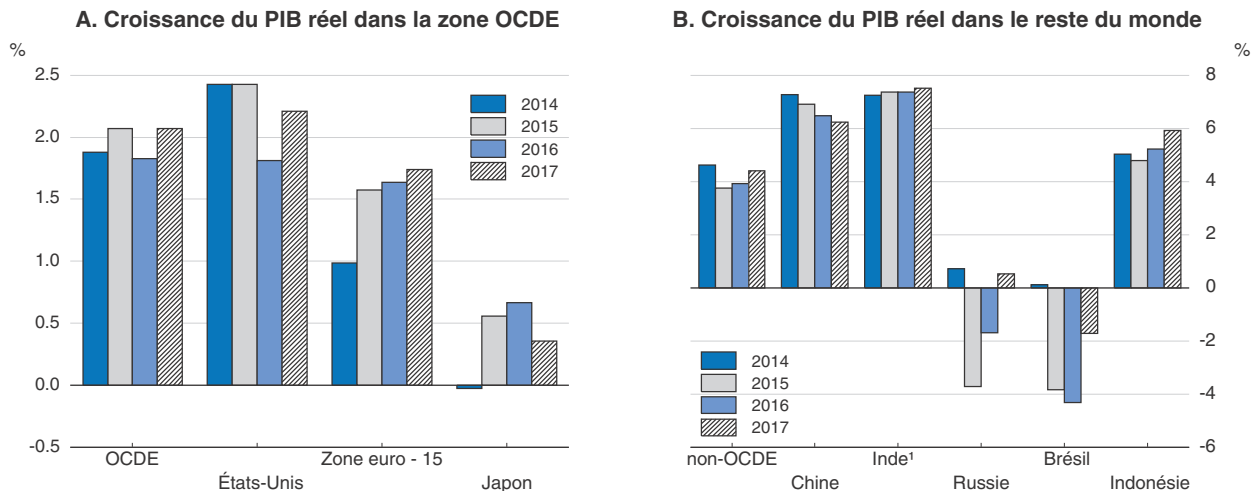 A. Croissance du PIB réel dans la zone OCDE
%
2.5
2.0
1.5
1.0
0.5
0.0
-0.5
2014
2015
2016
2017
OCDE
États-Unis
Zone euro - 15
Japon
B. Croissance du PIB réel dans le reste du monde
%
8
6
4
2
0
-2
-4
-6
2014
2015
2016
2017
non-OCDE
Chine
Inde¹
Russie
Brésil
Indonésie